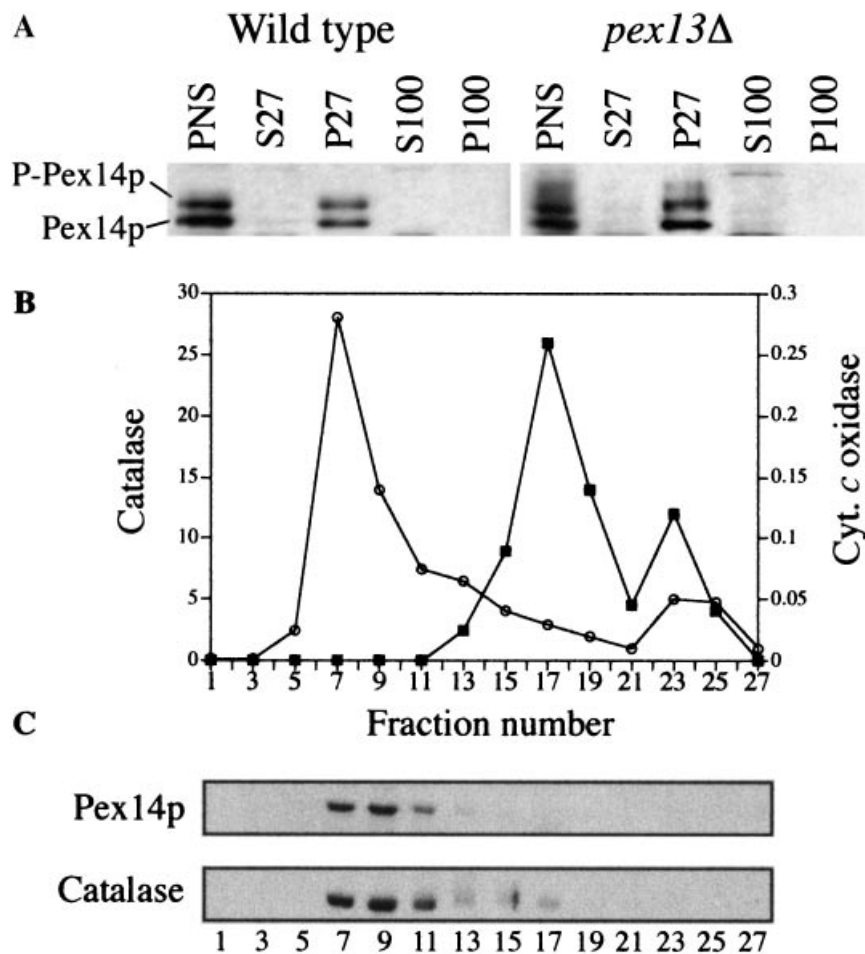 A
Wild type pex13Δ
PNS S27 P27 S100 P100 PNS S27 P27 S100 P100
P-Pex14p
Pex14p
B
30 0.3
25 0.25
20 0.2
15 0.15
10 0.1
5 0.05
0 0
Catalase
Cyt. c oxidase
1 3 5 7 9 11 13 15 17 19 21 23 25 27
Fraction number
C
Pex14p
Catalase
1 3 5 7 9 11 13 15 17 19 21 23 25 27